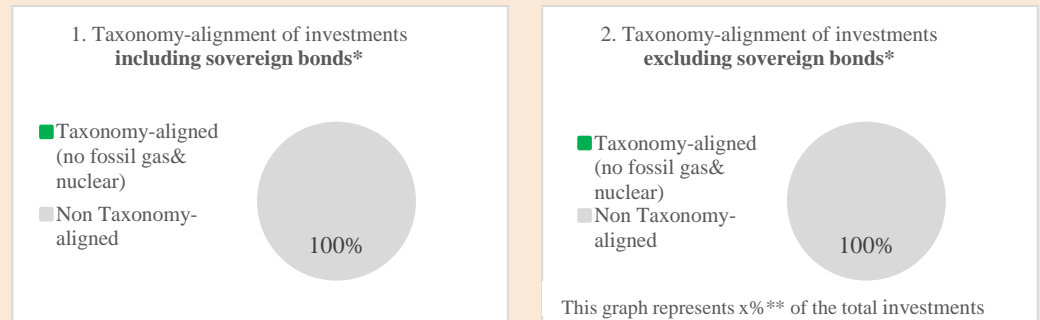 1. Taxonomy-alignment of investments
including sovereign bonds*
Taxonomy-aligned
(no fossil gas&
nuclear)
Non Taxonomy-
aligned
100%
2. Taxonomy-alignment of investments
excluding sovereign bonds*
Taxonomy-aligned
(no fossil gas&
nuclear)
Non Taxonomy-
aligned
100%
This graph represents x%** of the total investments